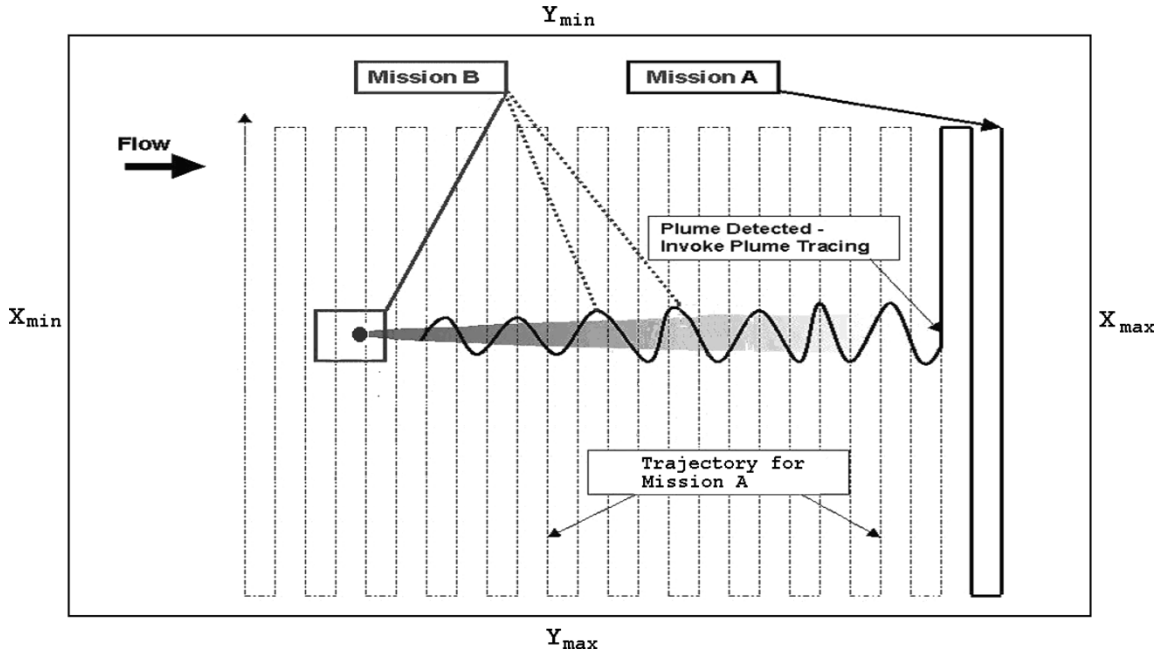 Ymin
Mission B
Mission A
Flow
Plume Detected -
Invoke Plume Tracing
Xmin
Xmax
Trajectory for
Mission A
Ymax